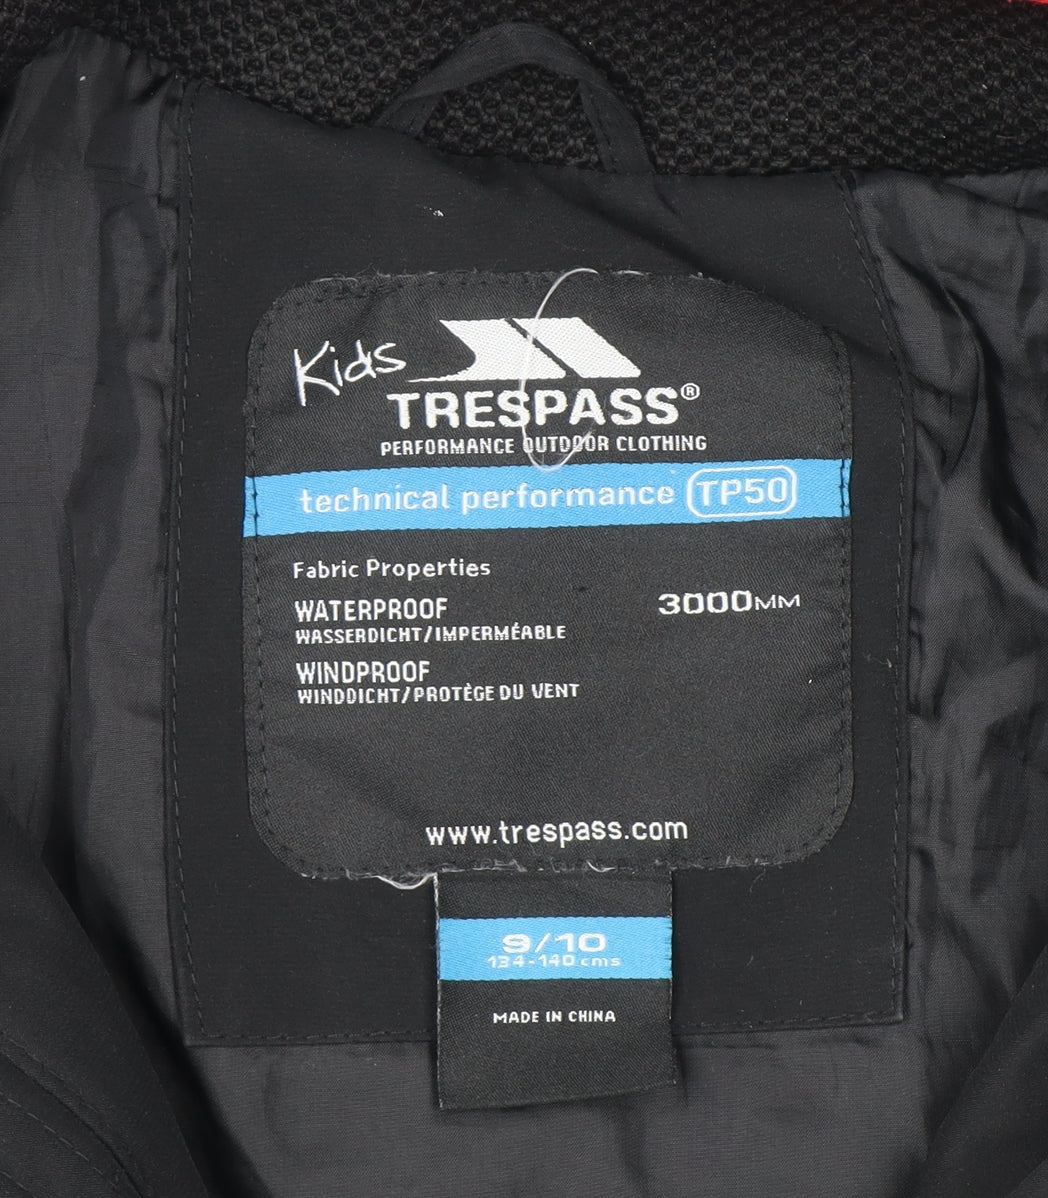 Kids
TRESPASS®
PERFORMANCE OUTDOOR CLOTHING
technical performance TP50
Fabric Properties
WATERPROOF 3000MM
WASSERDICHT/IMPERMÉABLE
WINDPROOF
WINDDICHT/PROTÈGE DU VENT
www.trespass.com
9/10
134-140 cms
MADE IN CHINA